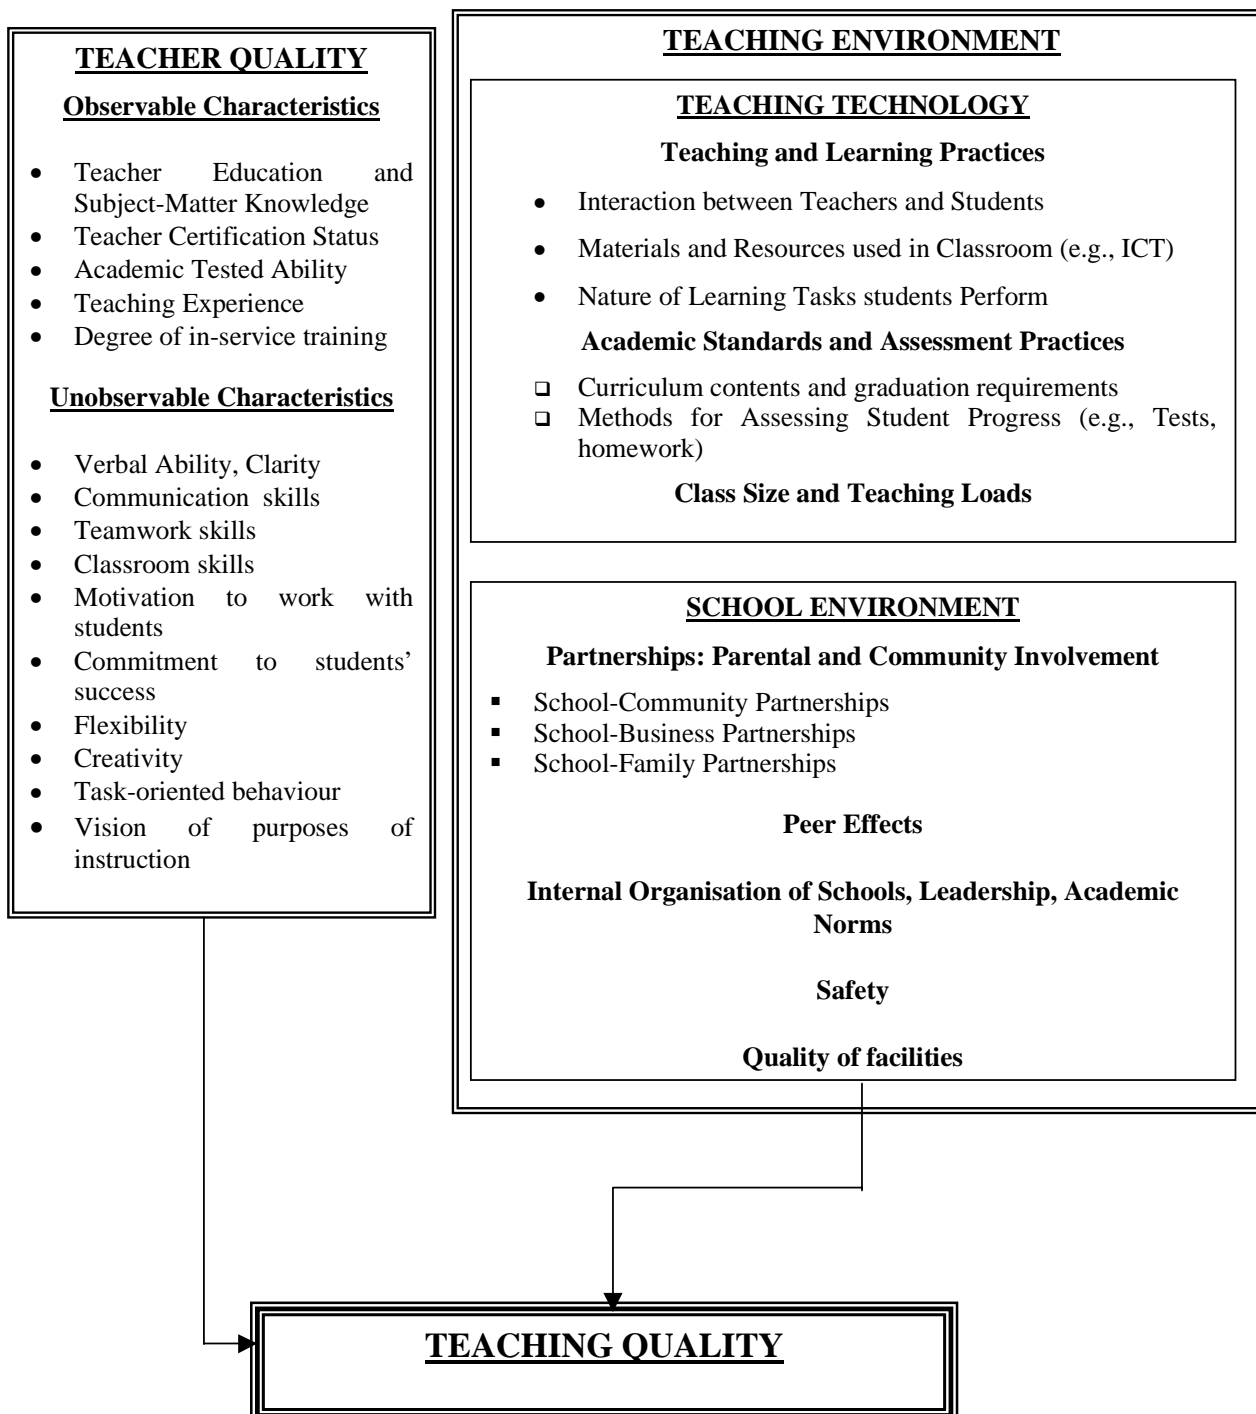 TEACHER QUALITY
Observable Characteristics
• Teacher Education and
Subject-Matter Knowledge
• Teacher Certification Status
• Academic Tested Ability
• Teaching Experience
• Degree of in-service training
Unobservable Characteristics
• Verbal Ability, Clarity
• Communication skills
• Teamwork skills
• Classroom skills
• Motivation to work with
students
• Commitment to students’
success
• Flexibility
• Creativity
• Task-oriented behaviour
• Vision of purposes of
instruction
TEACHING ENVIRONMENT
TEACHING TECHNOLOGY
Teaching and Learning Practices
• Interaction between Teachers and Students
• Materials and Resources used in Classroom (e.g., ICT)
• Nature of Learning Tasks students Perform
Academic Standards and Assessment Practices
❑ Curriculum contents and graduation requirements
❑ Methods for Assessing Student Progress (e.g., Tests,
homework)
Class Size and Teaching Loads
SCHOOL ENVIRONMENT
Partnerships: Parental and Community Involvement
▪ School-Community Partnerships
▪ School-Business Partnerships
▪ School-Family Partnerships
Peer Effects
Internal Organisation of Schools, Leadership, Academic
Norms
Safety
Quality of facilities
TEACHING QUALITY